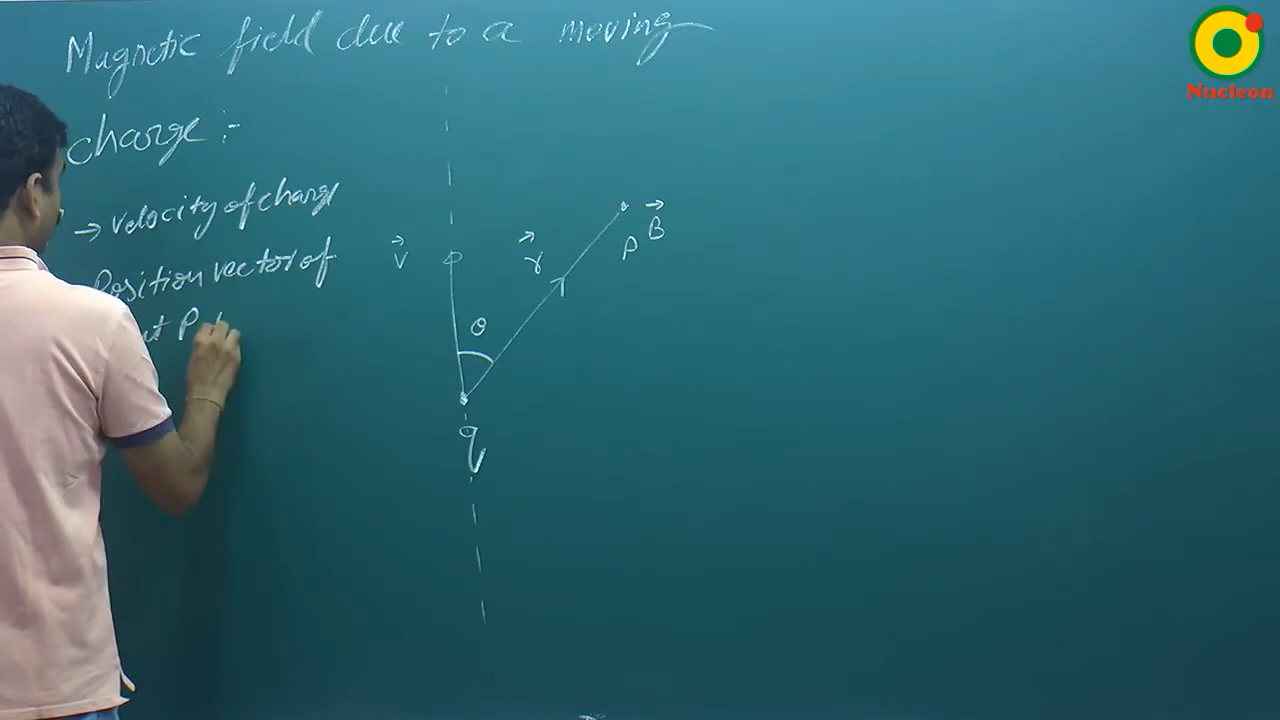 Magnetic field due to a moving
charge :-
→ velocity of charge
Position vector of
P
v
r
θ
P B
q
Nucleon